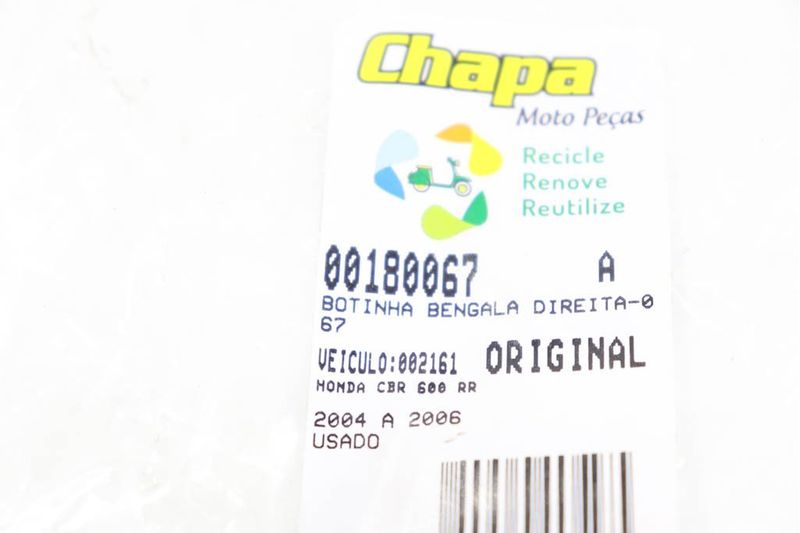 Chapa
Moto Peças
Recicle
Renove
Reutilize
00180067 A
BOTINHA BENGALA DIREITA-0
67
VEICULO:002161 ORIGINAL
HONDA CBR 600 RR
2004 A 2006
USADO